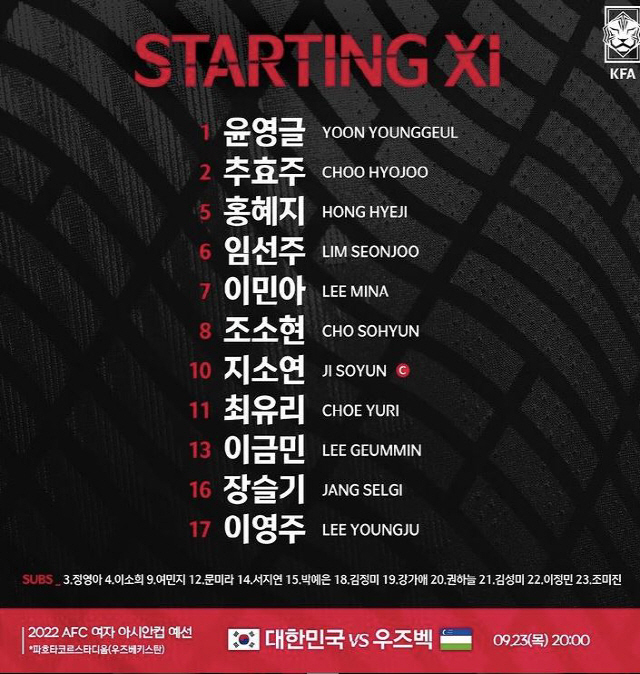 STARTING XI
KFA
1 윤영글 YOON YOUNGGEUL
2 추효주 CHOO HYOJOO
5 홍혜지 HONG HYEJI
6 임선주 LIM SEONJOO
7 이민아 LEE MINA
8 조소현 CHO SOHYUN
10 지소연 JI SOYUN C
11 최유리 CHOE YURI
13 이금민 LEE GEUMMIN
16 장슬기 JANG SELGI
17 이영주 LEE YOUNGJU
SUBS _ 3.정영아 4.이소희 9.여민지 12.문미라 14.서지연 15.박예은 18.김정미 19.강가애 20.권하늘 21.김성미 22.이정민 23.조미진
2022 AFC 여자 아시안컵 예선
*파흐타코르스타디움(우즈베키스탄)
대한민국 VS 우즈벡
09.23(목) 20:00